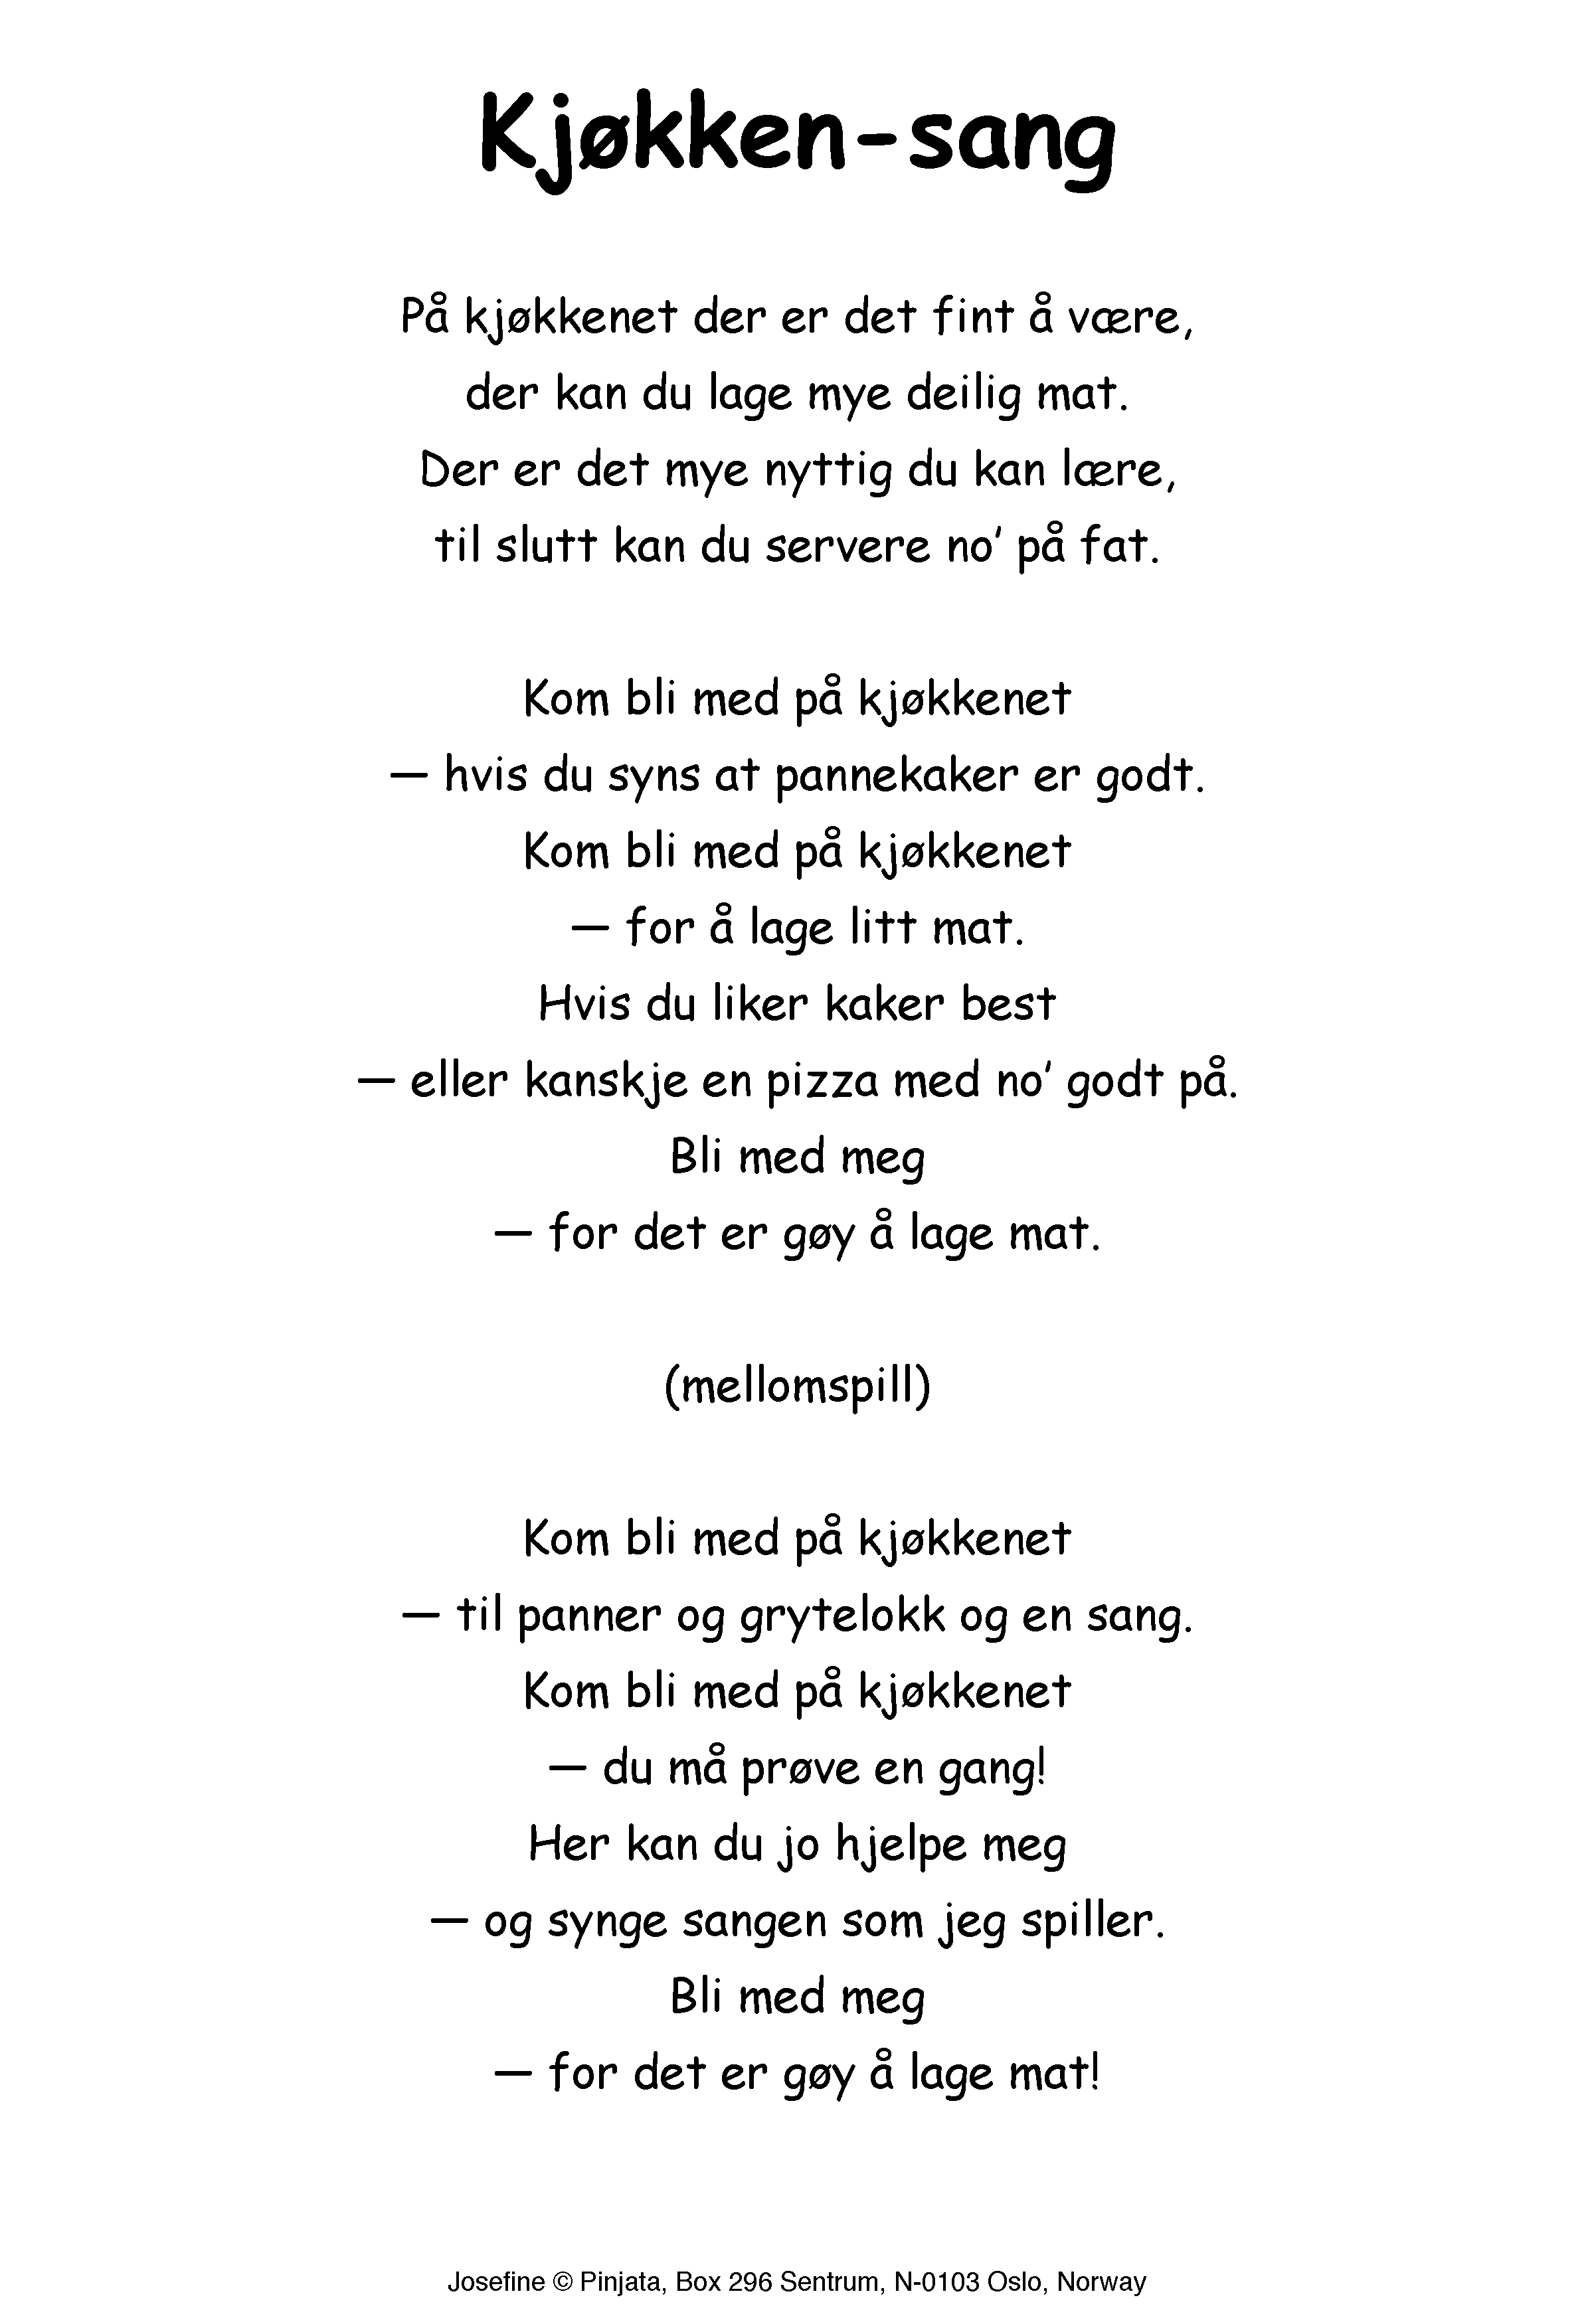 Kjøkken-sang
På kjøkkenet der er det fint å være,
der kan du lage mye deilig mat.
Der er det mye nyttig du kan lære,
til slutt kan du servere no’ på fat.
Kom bli med på kjøkkenet
— hvis du syns at pannekaker er godt.
Kom bli med på kjøkkenet
— for å lage litt mat.
Hvis du liker kaker best
— eller kanskje en pizza med no’ godt på.
Bli med meg
— for det er gøy å lage mat.
(mellomspill)
Kom bli med på kjøkkenet
— til panner og grytelokk og en sang.
Kom bli med på kjøkkenet
— du må prøve en gang!
Her kan du jo hjelpe meg
— og synge sangen som jeg spiller.
Bli med meg
— for det er gøy å lage mat!
Josefine © Pinjata, Box 296 Sentrum, N-0103 Oslo, Norway